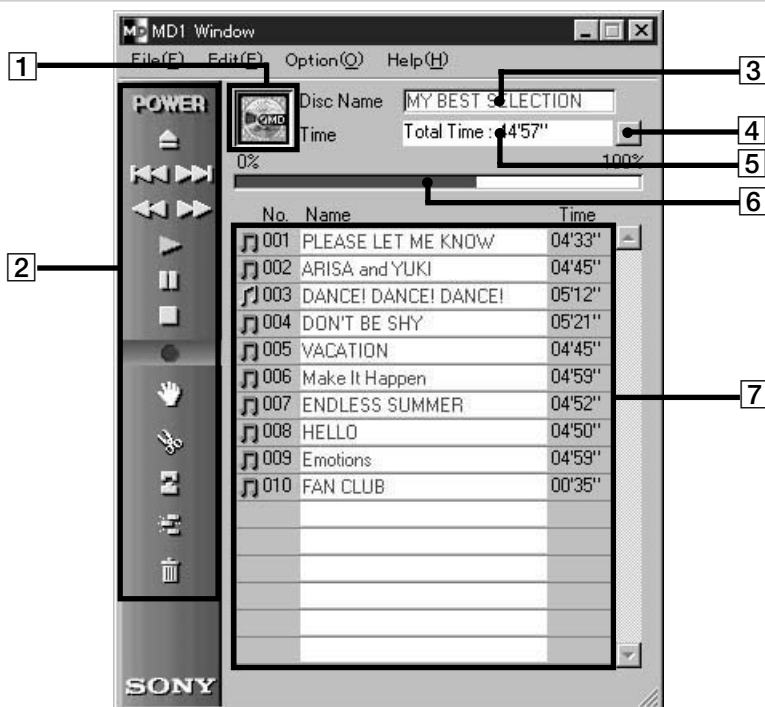 MD MD1 Window
File(F) Edit(E) Option(O) Help(H)
1
3
POWER
QMD
Disc Name MY BEST SELECTION
4
Time Total Time : 44'57"
5
0% 100%
6
No. Name Time
001 PLEASE LET ME KNOW 04'33"
2
002 ARISA and YUKI 04'45"
003 DANCE! DANCE! DANCE! 05'12"
004 DON'T BE SHY 05'21"
005 VACATION 04'45"
006 Make It Happen 04'59"
7
007 ENDLESS SUMMER 04'52"
008 HELLO 04'50"
009 Emotions 04'59"
010 FAN CLUB 00'35"
SONY